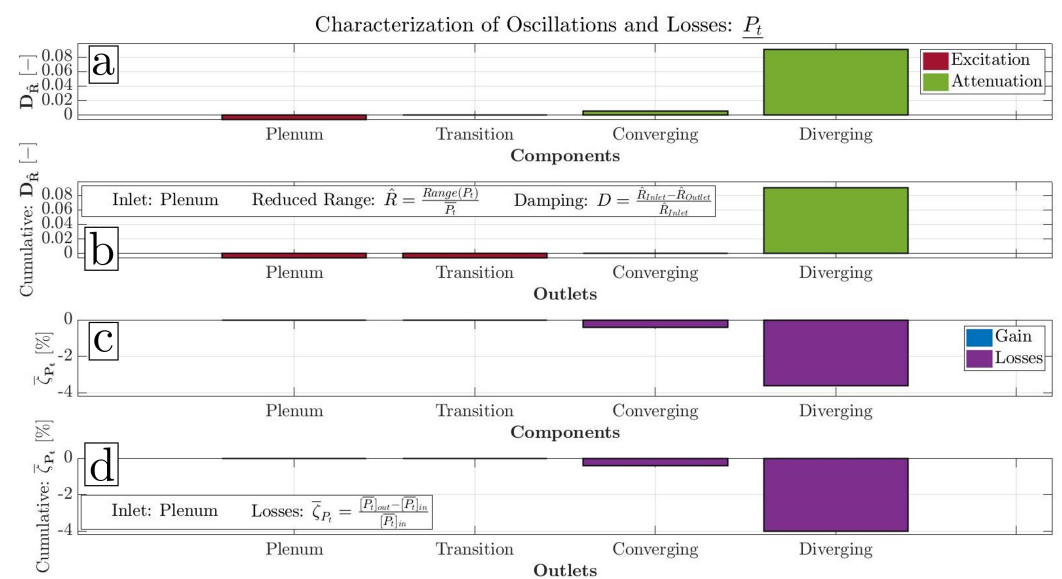 Characterization of Oscillations and Losses: P_t
a
D_R̂ [−]
0.08
0.06
0.04
0.02
0
Excitation
Attenuation
Plenum Transition Converging Diverging
Components
b
Cumulative: D_R̂ [−]
0.08
0.06
0.04
0.02
0
Inlet: Plenum Reduced Range: R̂ = Range(P_t) / P̅_t Damping: D = (R̂_Inlet − R̂_Outlet) / R̂_Inlet
Plenum Transition Converging Diverging
Outlets
c
ζ̅_P_t [%]
0
-2
-4
Gain
Losses
Plenum Transition Converging Diverging
Components
d
Cumulative: ζ̅_P_t [%]
0
-2
-4
Inlet: Plenum Losses: ζ̅_P_t = ([P̅_t]_out − [P̅_t]_in) / [P̅_t]_in
Plenum Transition Converging Diverging
Outlets